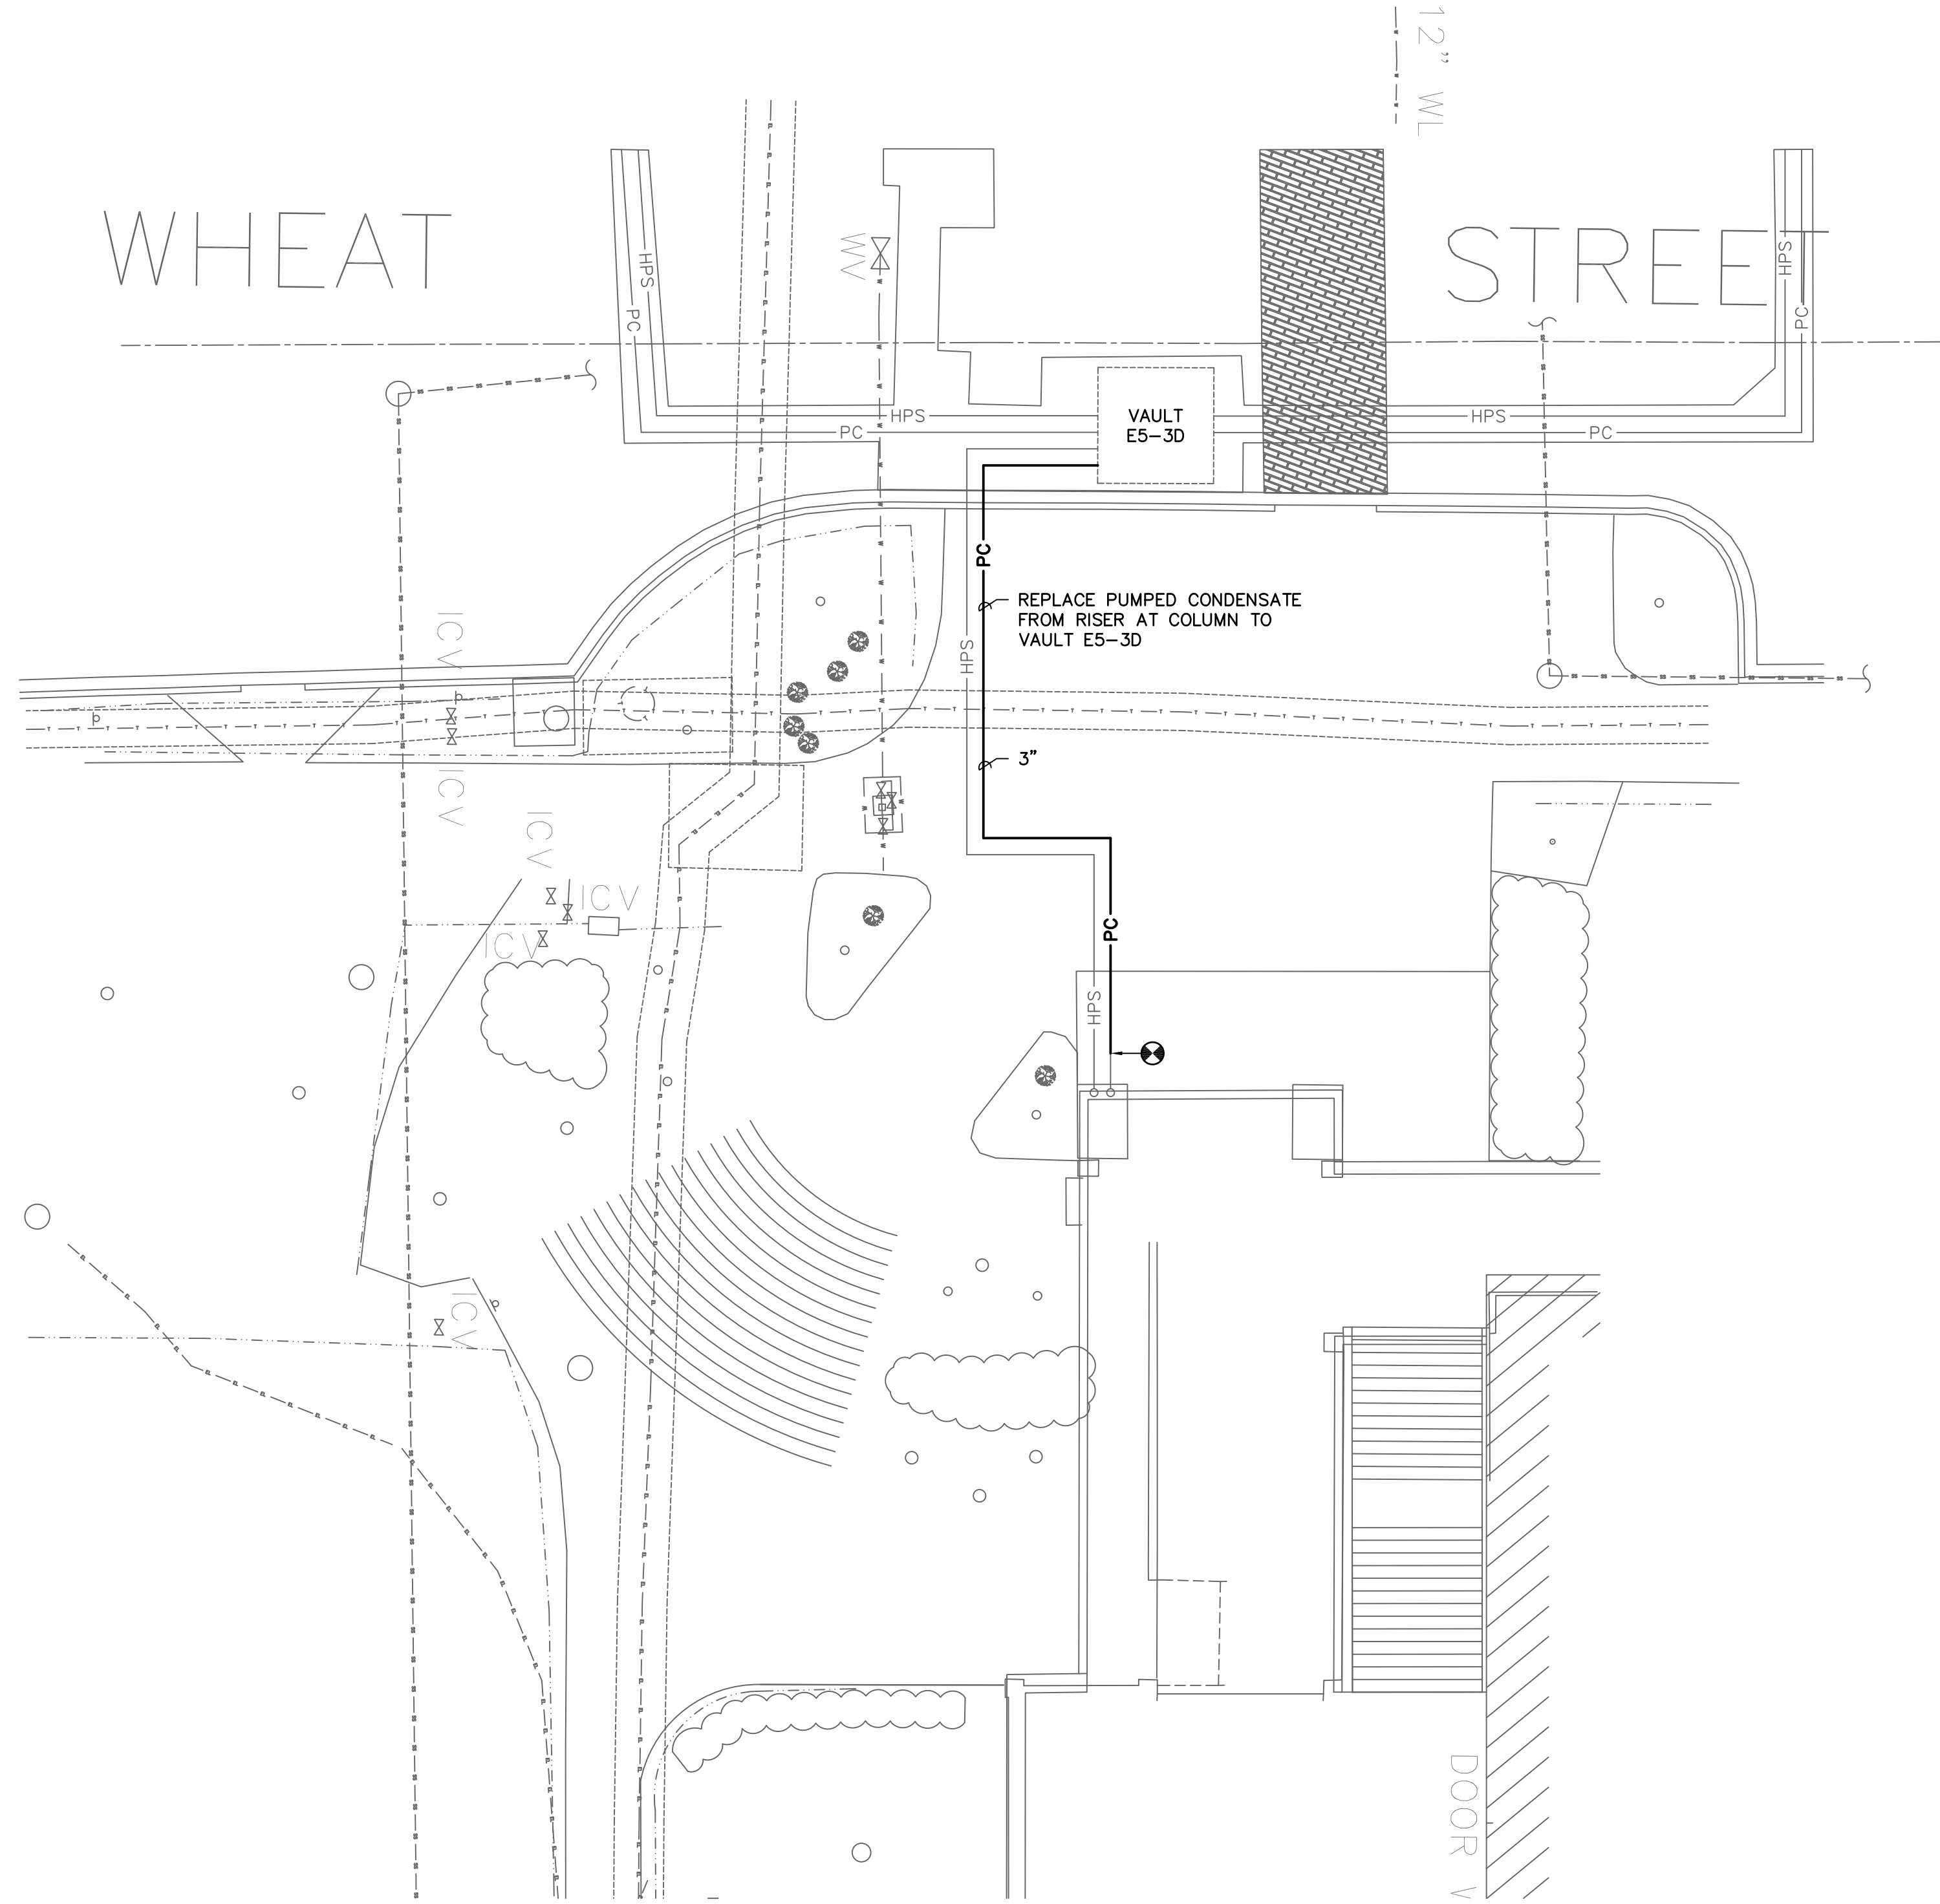 12" WL
WHEAT
STREET
WV
HPS
PC
HPS
PC
HPS
PC
VAULT
E5-3D
HPS
PC
PC
REPLACE PUMPED CONDENSATE
FROM RISER AT COLUMN TO
VAULT E5-3D
HPS
ICV
3"
ICV
ICV
ICV
ICV
PC
HPS
ICV
DOOR